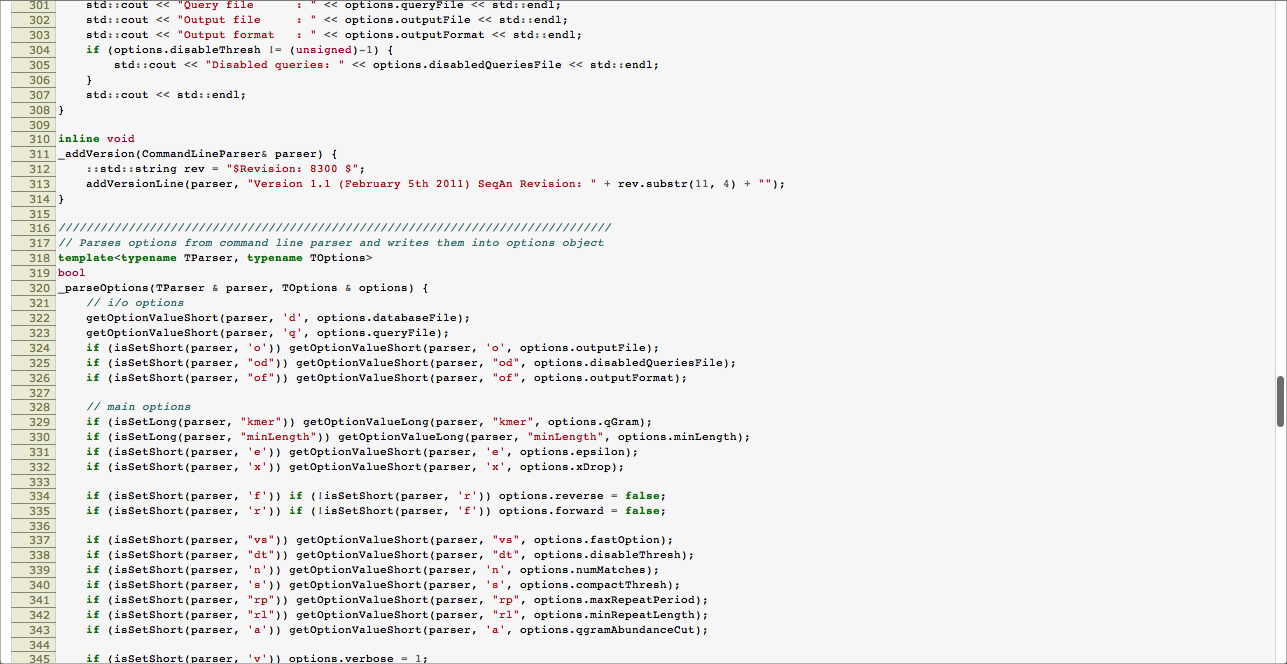 301     std::cout << "Query file      : " << options.queryFile << std::endl;
302     std::cout << "Output file     : " << options.outputFile << std::endl;
303     std::cout << "Output format   : " << options.outputFormat << std::endl;
304     if (options.disableThresh != (unsigned)-1) {
305         std::cout << "Disabled queries: " << options.disabledQueriesFile << std::endl;
306     }
307     std::cout << std::endl;
308 }
309
310 inline void
311 _addVersion(CommandLineParser& parser) {
312     ::std::string rev = "$Revision: 8300 $";
313     addVersionLine(parser, "Version 1.1 (February 5th 2011) SeqAn Revision: " + rev.substr(11, 4) + "");
314 }
315
316 ///////////////////////////////////////////////////////////////////////////////
317 // Parses options from command line parser and writes them into options object
318 template<typename TParser, typename TOptions>
319 bool
320 _parseOptions(TParser & parser, TOptions & options) {
321     // i/o options
322     getOptionValueShort(parser, 'd', options.databaseFile);
323     getOptionValueShort(parser, 'q', options.queryFile);
324     if (isSetShort(parser, 'o')) getOptionValueShort(parser, 'o', options.outputFile);
325     if (isSetShort(parser, "od")) getOptionValueShort(parser, "od", options.disabledQueriesFile);
326     if (isSetShort(parser, "of")) getOptionValueShort(parser, "of", options.outputFormat);
327
328     // main options
329     if (isSetLong(parser, "kmer")) getOptionValueLong(parser, "kmer", options.qGram);
330     if (isSetLong(parser, "minLength")) getOptionValueLong(parser, "minLength", options.minLength);
331     if (isSetShort(parser, 'e')) getOptionValueShort(parser, 'e', options.epsilon);
332     if (isSetShort(parser, 'x')) getOptionValueShort(parser, 'x', options.xDrop);
333
334     if (isSetShort(parser, 'f')) if (!isSetShort(parser, 'r')) options.reverse = false;
335     if (isSetShort(parser, 'r')) if (!isSetShort(parser, 'f')) options.forward = false;
336
337     if (isSetShort(parser, "vs")) getOptionValueShort(parser, "vs", options.fastOption);
338     if (isSetShort(parser, "dt")) getOptionValueShort(parser, "dt", options.disableThresh);
339     if (isSetShort(parser, 'n')) getOptionValueShort(parser, 'n', options.numMatches);
340     if (isSetShort(parser, 's')) getOptionValueShort(parser, 's', options.compactThresh);
341     if (isSetShort(parser, "rp")) getOptionValueShort(parser, "rp", options.maxRepeatPeriod);
342     if (isSetShort(parser, "rl")) getOptionValueShort(parser, "rl", options.minRepeatLength);
343     if (isSetShort(parser, 'a')) getOptionValueShort(parser, 'a', options.qgramAbundanceCut);
344
345     if (isSetShort(parser, 'v')) options.verbose = 1;